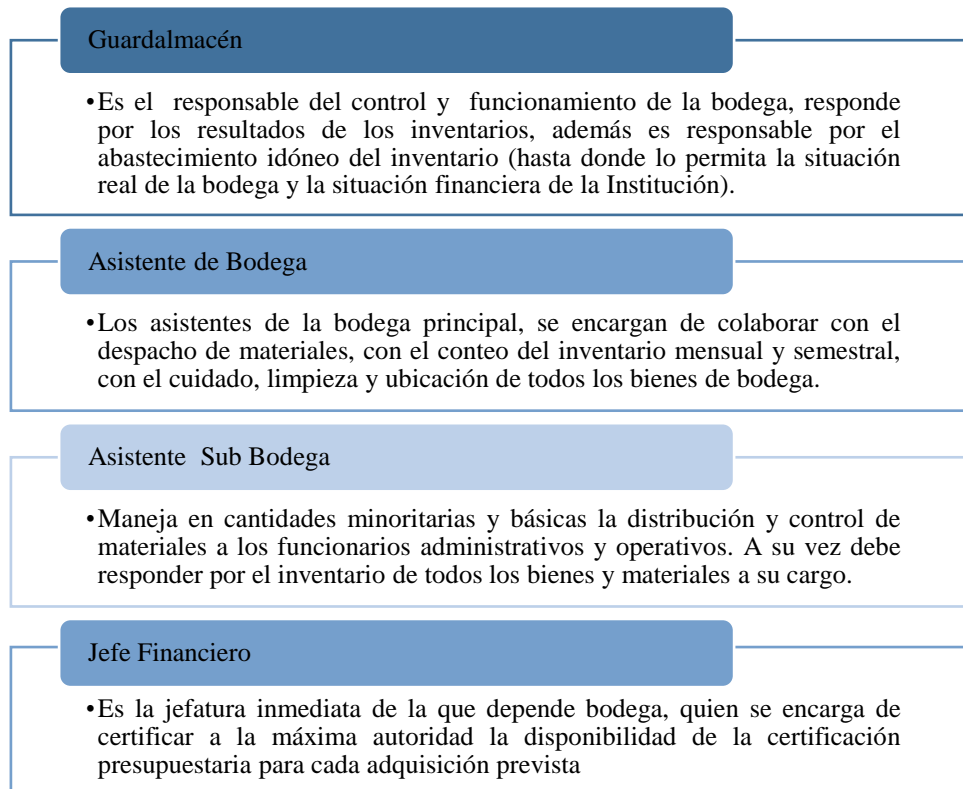 Guardalmacén
•Es el responsable del control y funcionamiento de la bodega, responde
por los resultados de los inventarios, además es responsable por el
abastecimiento idóneo del inventario (hasta donde lo permita la situación
real de la bodega y la situación financiera de la Institución).
Asistente de Bodega
•Los asistentes de la bodega principal, se encargan de colaborar con el
despacho de materiales, con el conteo del inventario mensual y semestral,
con el cuidado, limpieza y ubicación de todos los bienes de bodega.
Asistente Sub Bodega
•Maneja en cantidades minoritarias y básicas la distribución y control de
materiales a los funcionarios administrativos y operativos. A su vez debe
responder por el inventario de todos los bienes y materiales a su cargo.
Jefe Financiero
•Es la jefatura inmediata de la que depende bodega, quien se encarga de
certificar a la máxima autoridad la disponibilidad de la certificación
presupuestaria para cada adquisición prevista